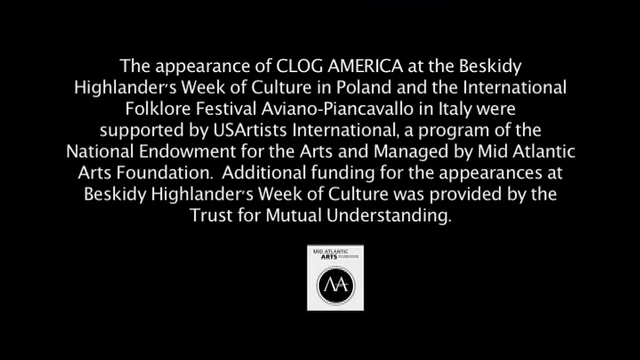 The appearance of CLOG AMERICA at the Beskidy
Highlander's Week of Culture in Poland and the International
Folklore Festival Aviano-Piancavallo in Italy were
supported by USArtists International, a program of the
National Endowment for the Arts and Managed by Mid Atlantic
Arts Foundation.  Additional funding for the appearances at
Beskidy Highlander's Week of Culture was provided by the
Trust for Mutual Understanding.
MID ATLANTIC
ARTS FOUNDATION